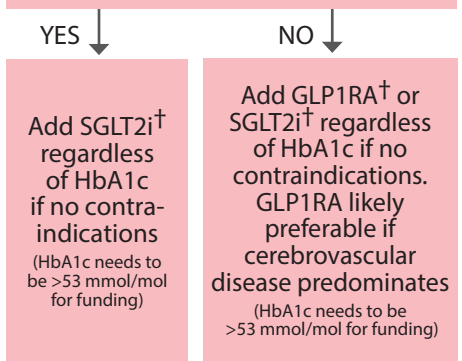 YES
NO
Add SGLT2i†
regardless
of HbA1c
if no contra-
indications
(HbA1c needs to
be >53 mmol/mol
for funding)
Add GLP1RA† or
SGLT2i† regardless
of HbA1c if no
contraindications.
GLP1RA likely
preferable if
cerebrovascular
disease predominates
(HbA1c needs to be
>53 mmol/mol for funding)